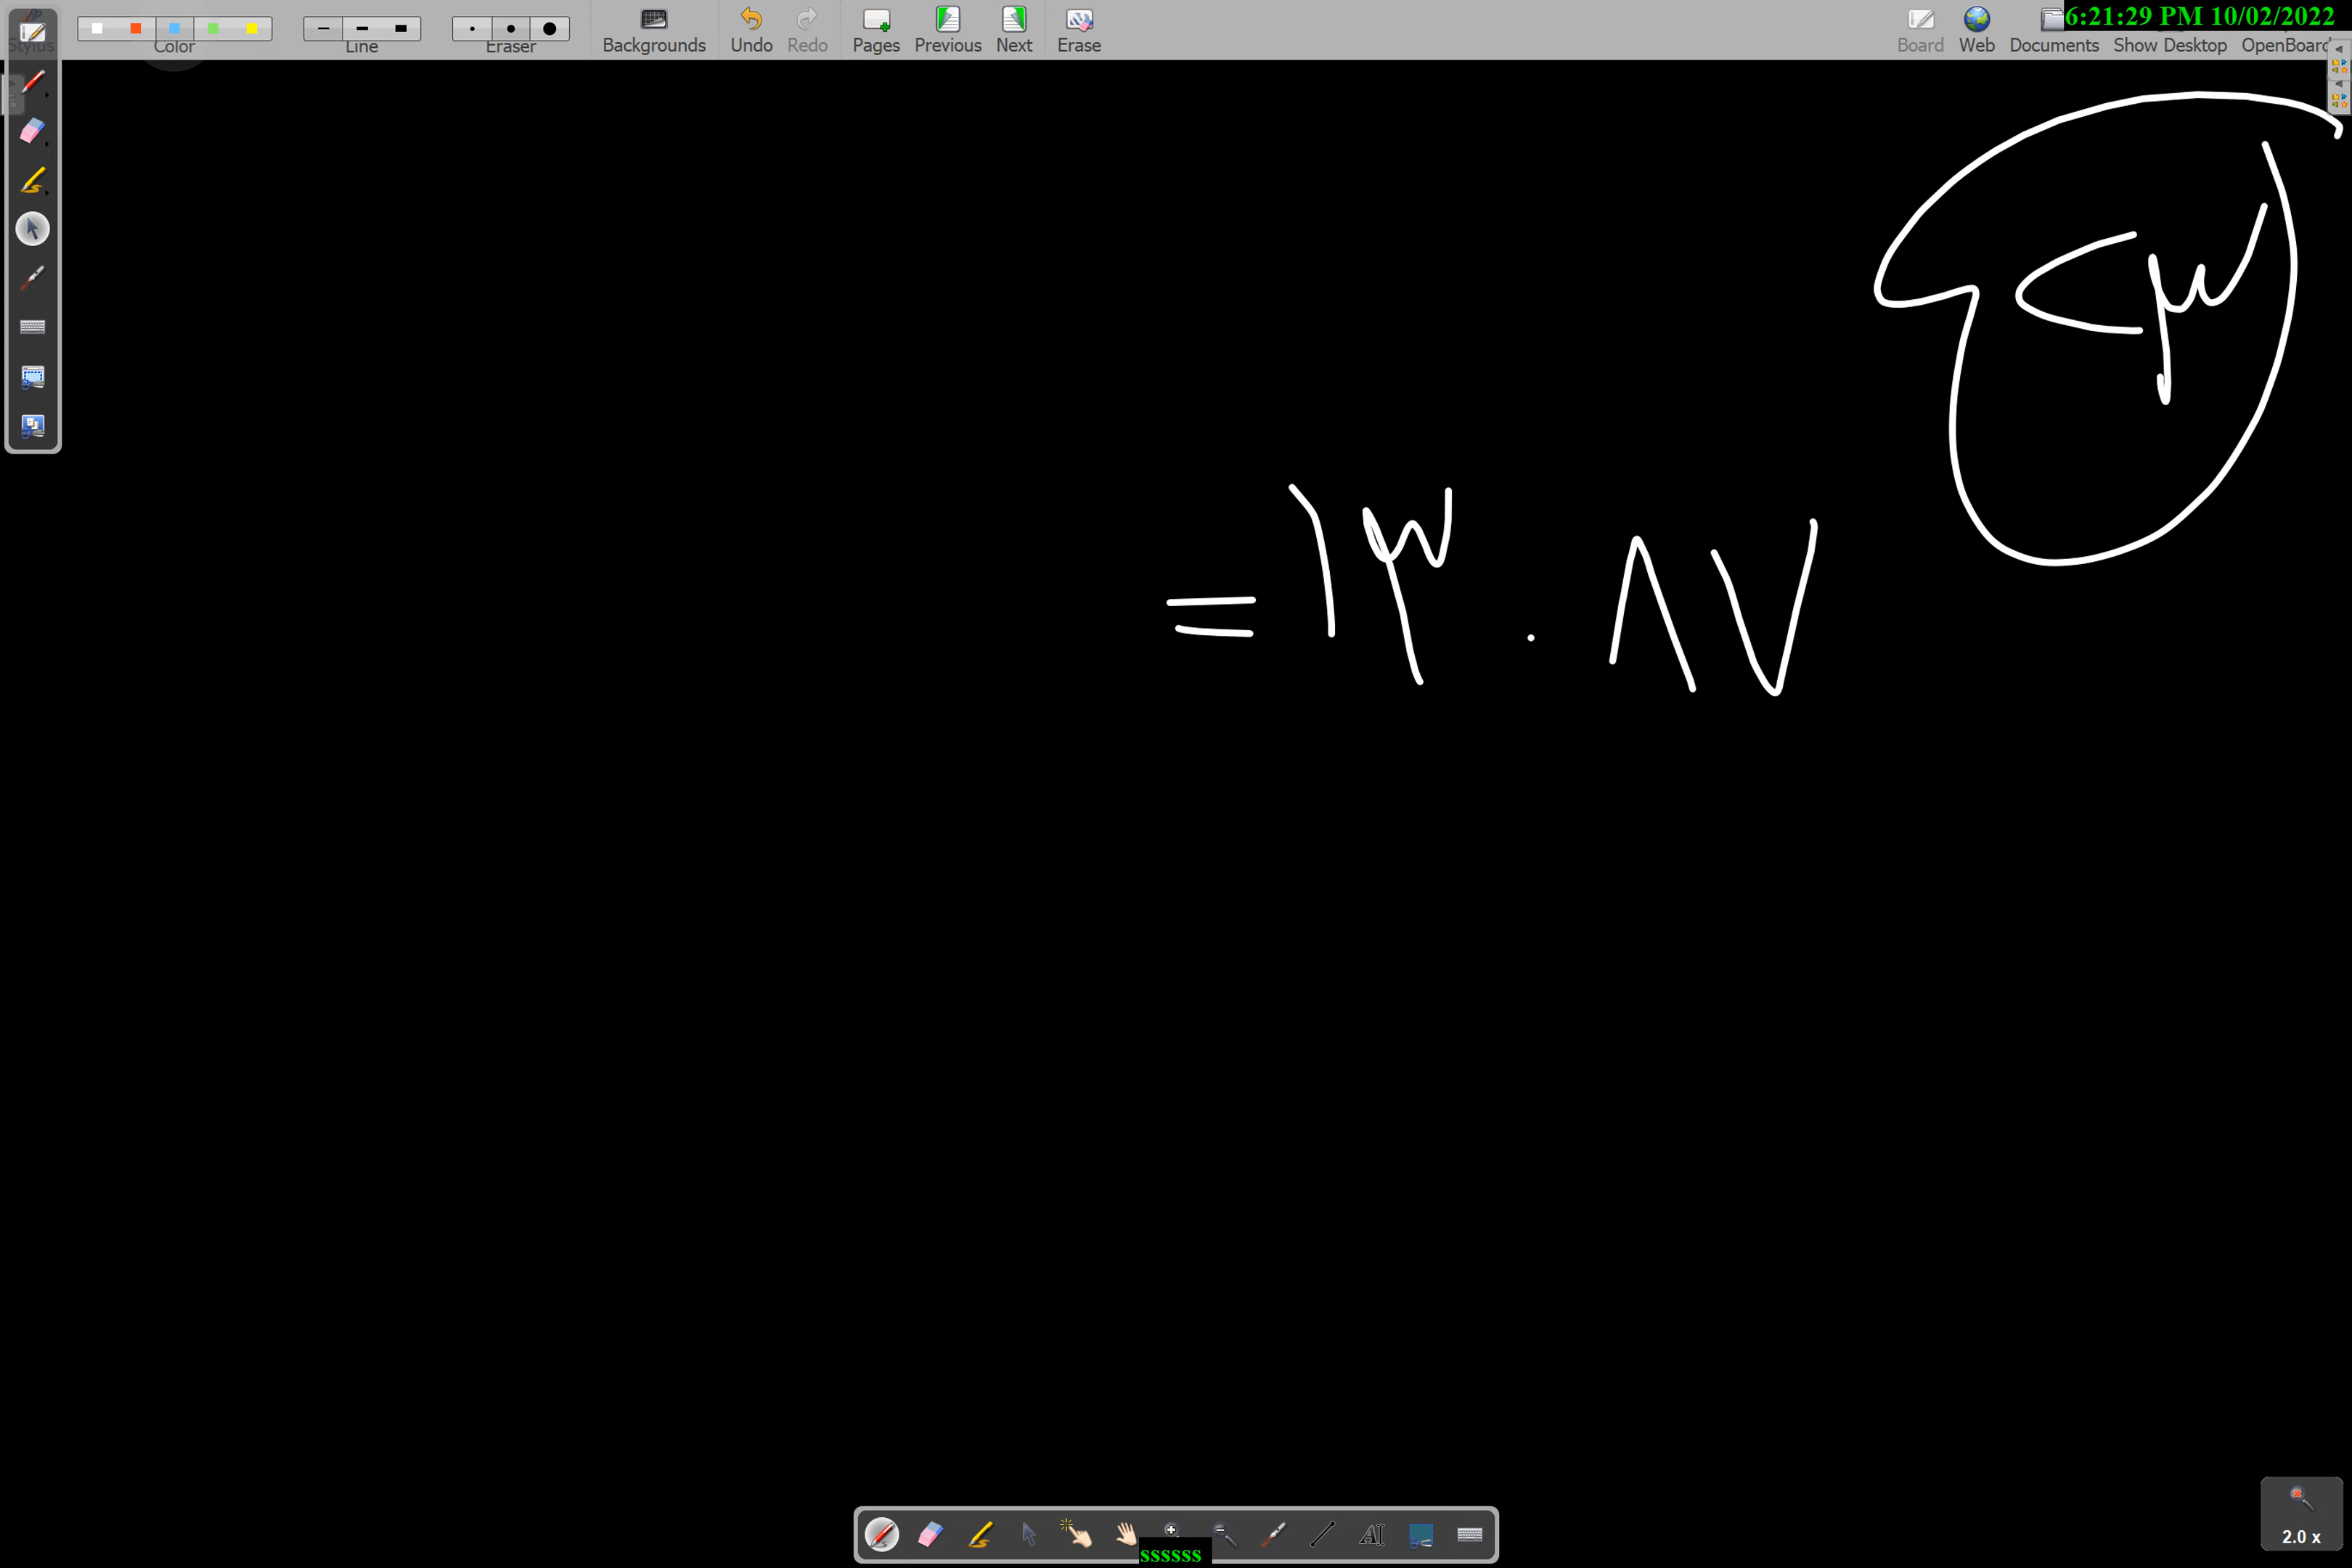 6:21:29 PM 10/02/2022
Stylus Color Line Eraser Backgrounds Undo Redo Pages Previous Next Erase Board Web Documents Show Desktop OpenBoard
= ۱۳ . ۸۷
ssssss
2.0 x